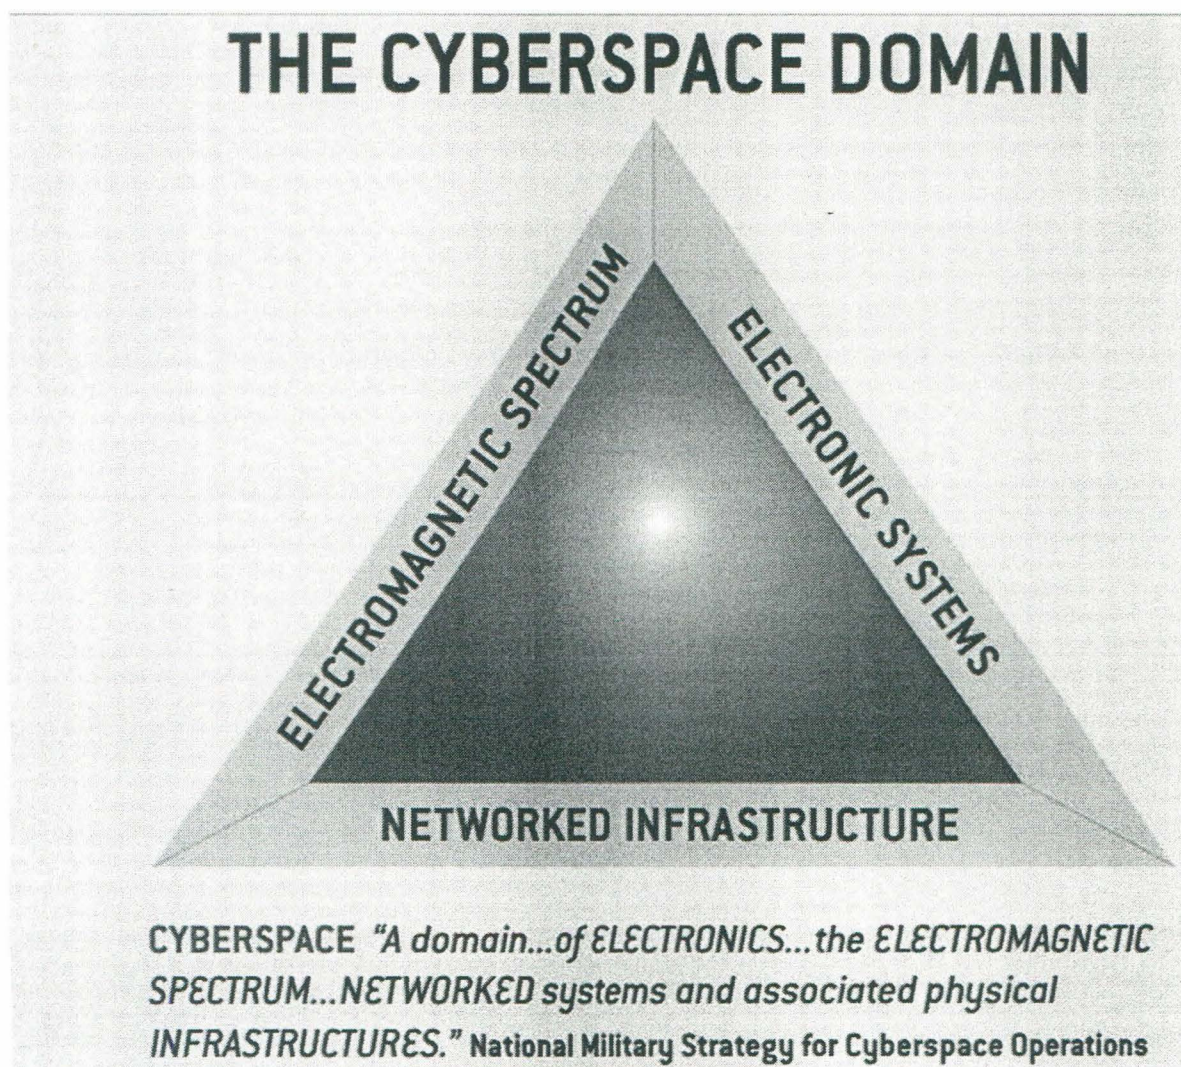 THE CYBERSPACE DOMAIN
ELECTROMAGNETIC SPECTRUM
ELECTRONIC SYSTEMS
NETWORKED INFRASTRUCTURE
CYBERSPACE "A domain...of ELECTRONICS...the ELECTROMAGNETIC
SPECTRUM...NETWORKED systems and associated physical
INFRASTRUCTURES." National Military Strategy for Cyberspace Operations